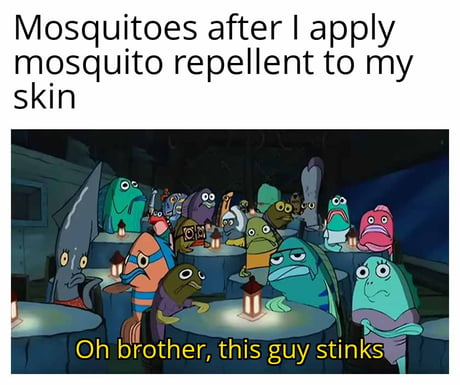 Mosquitoes after I apply
mosquito repellent to my
skin
Oh brother, this guy stinks